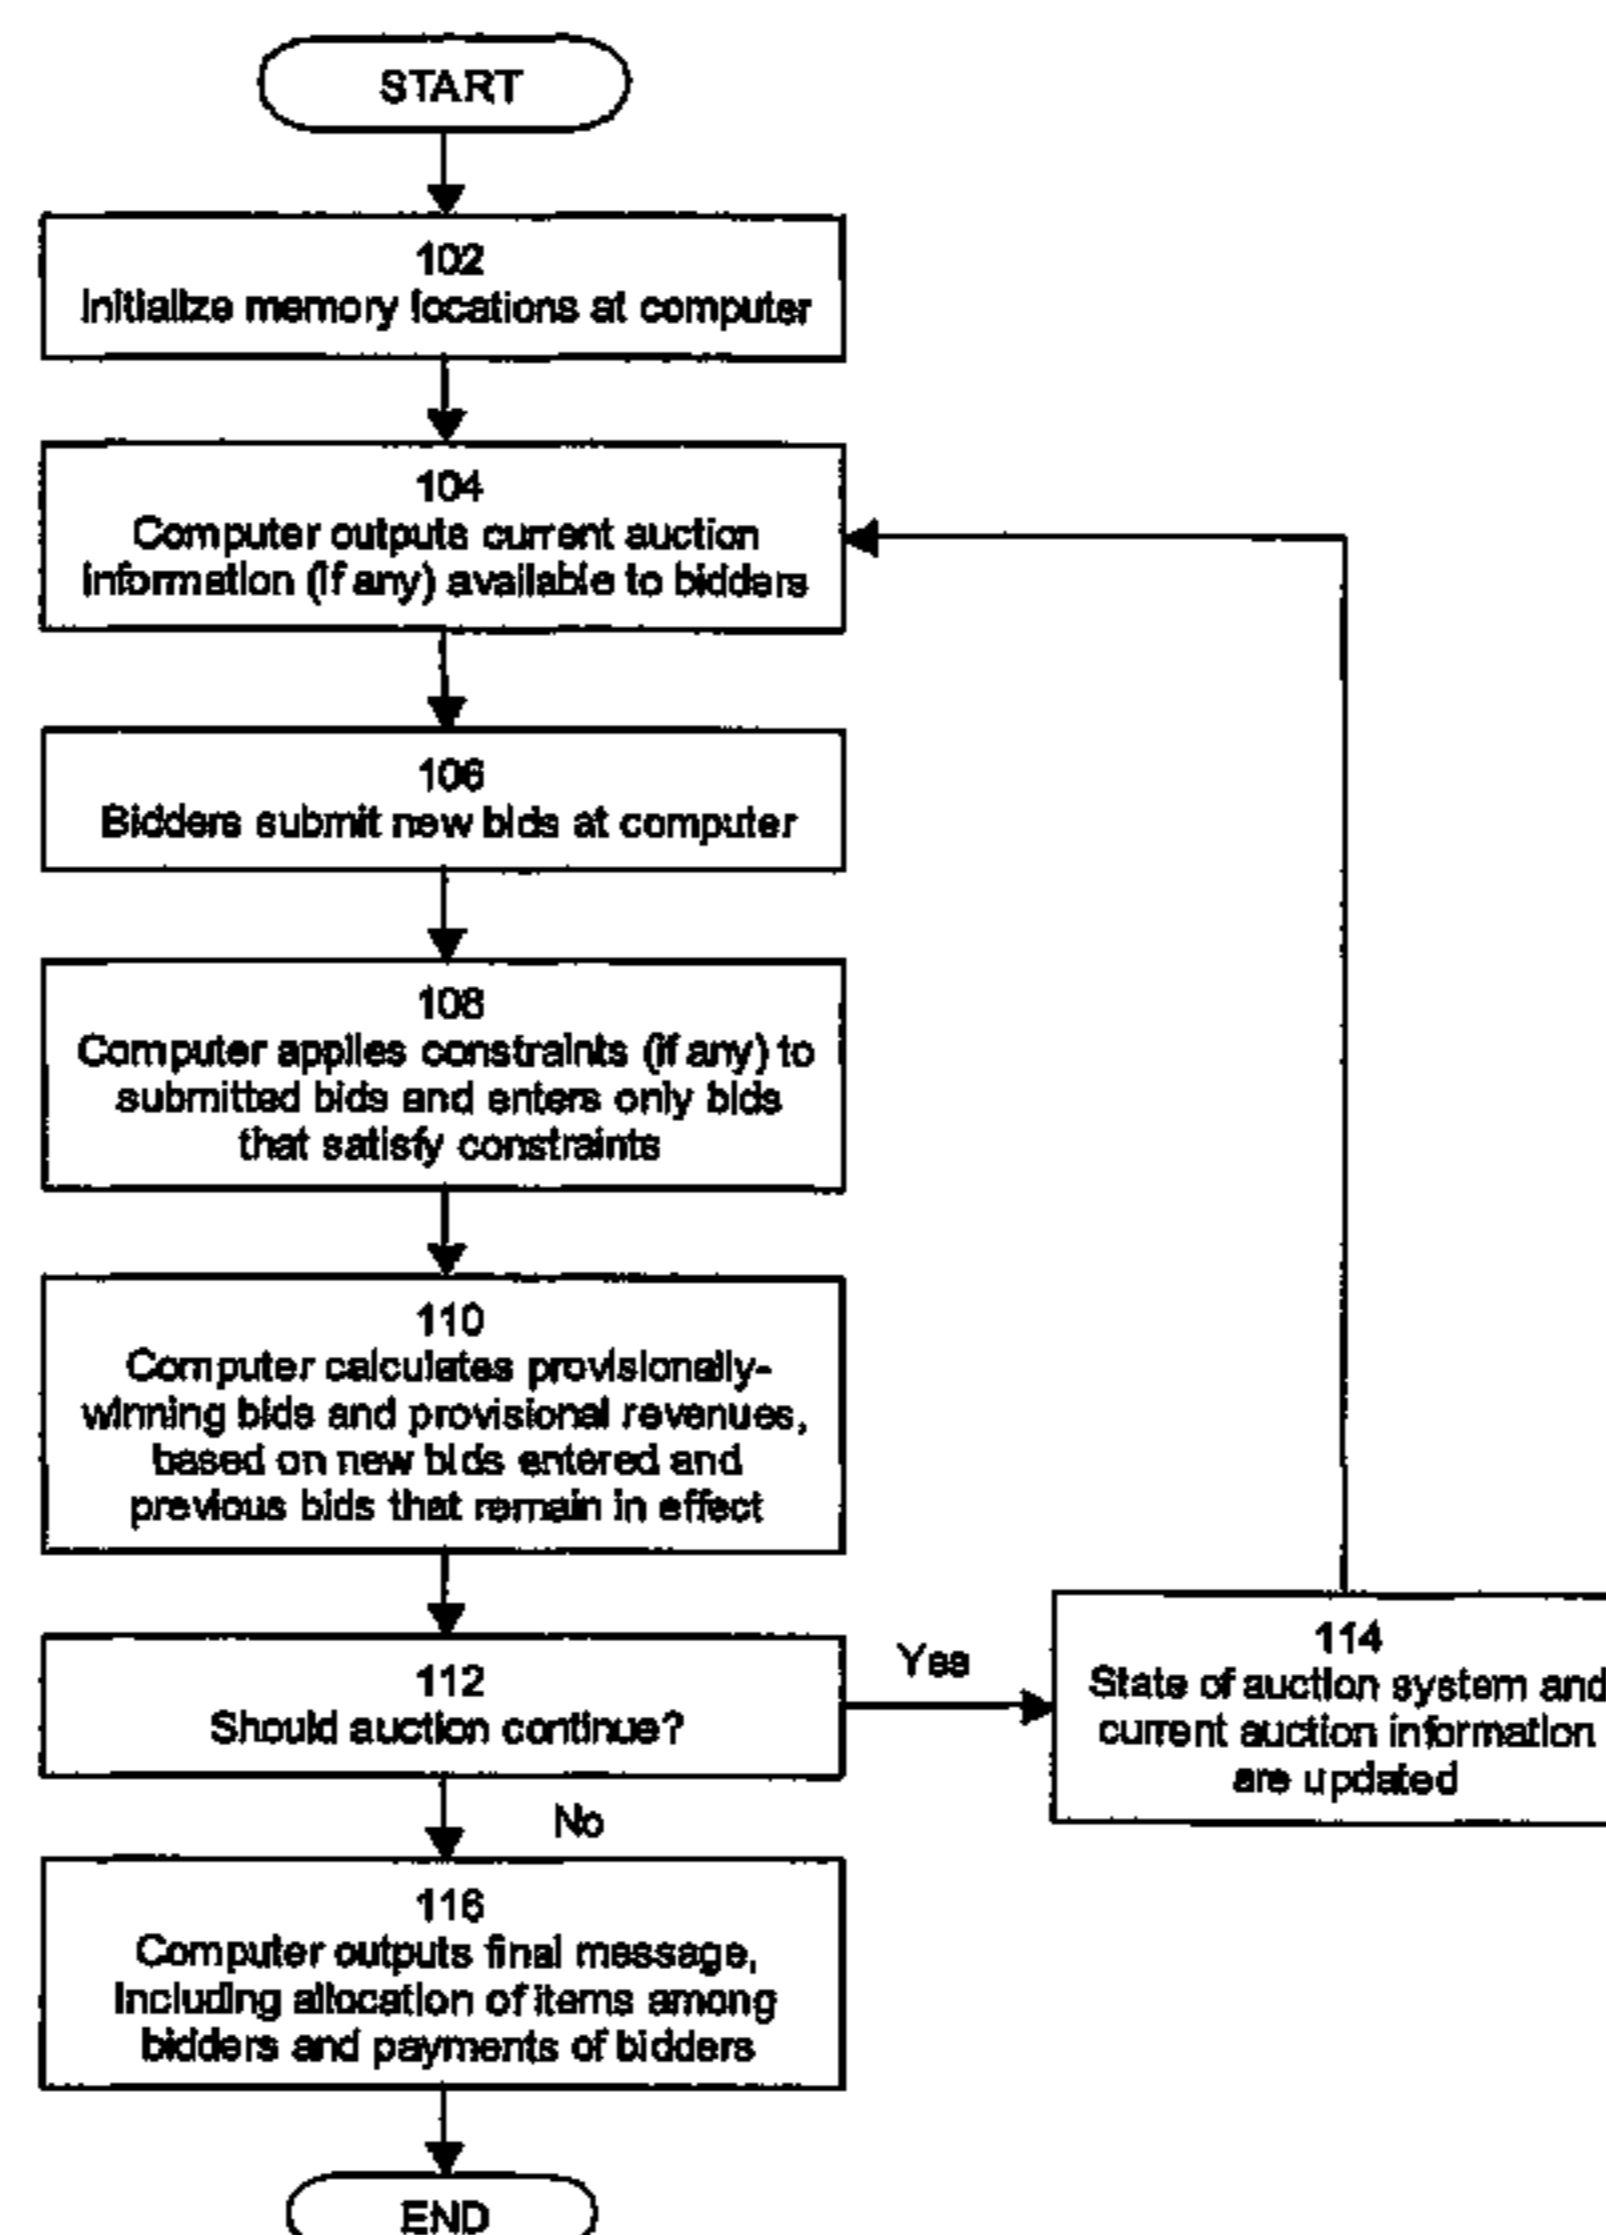 START
102
Initialize memory locations at computer
104
Computer outputs current auction
information (if any) available to bidders
106
Bidders submit new bids at computer
108
Computer applies constraints (if any) to
submitted bids and enters only bids
that satisfy constraints
110
Computer calculates provisionally-
winning bids and provisional revenues,
based on new bids entered and
previous bids that remain in effect
112
Should auction continue?
Yes
114
State of auction system and
current auction information
are updated
No
116
Computer outputs final message,
including allocation of items among
bidders and payments of bidders
END